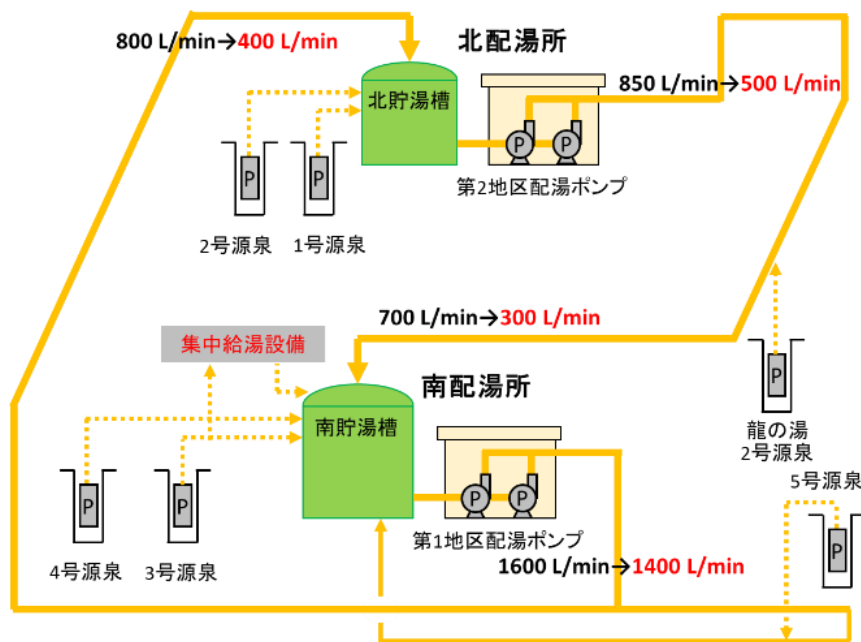 800 L/min→400 L/min
北配湯所
850 L/min→500 L/min
北貯湯槽
P
P
P
P
第2地区配湯ポンプ
2号源泉
1号源泉
700 L/min→300 L/min
集中給湯設備
南配湯所
P
南貯湯槽
龍の湯
2号源泉
5号源泉
P
P
P
P
P
4号源泉
3号源泉
第1地区配湯ポンプ
1600 L/min→1400 L/min